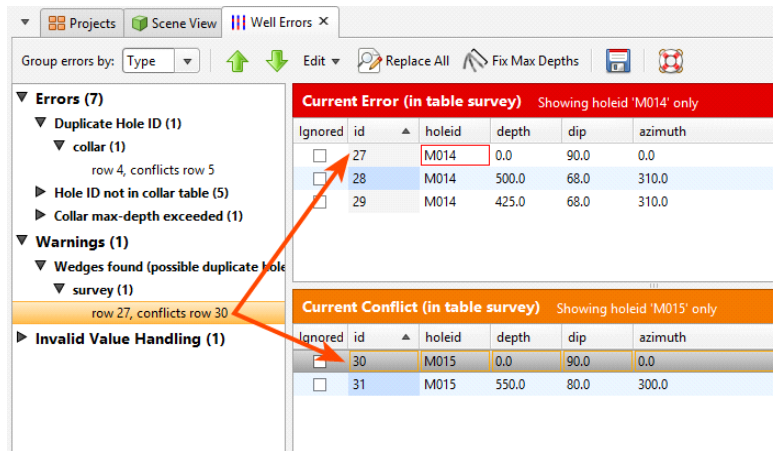 Projects Scene View Well Errors ×
Group errors by: Type Edit Replace All Fix Max Depths
Errors (7)
Duplicate Hole ID (1)
collar (1)
row 4, conflicts row 5
Hole ID not in collar table (5)
Collar max-depth exceeded (1)
Warnings (1)
Wedges found (possible duplicate hole
survey (1)
row 27, conflicts row 30
Invalid Value Handling (1)
Current Error (in table survey) Showing holeid 'M014' only
Ignored id holeid depth dip azimuth
27 M014 0.0 90.0 0.0
28 M014 500.0 68.0 310.0
29 M014 425.0 68.0 310.0
Current Conflict (in table survey) Showing holeid 'M015' only
Ignored id holeid depth dip azimuth
30 M015 0.0 90.0 0.0
31 M015 550.0 80.0 300.0